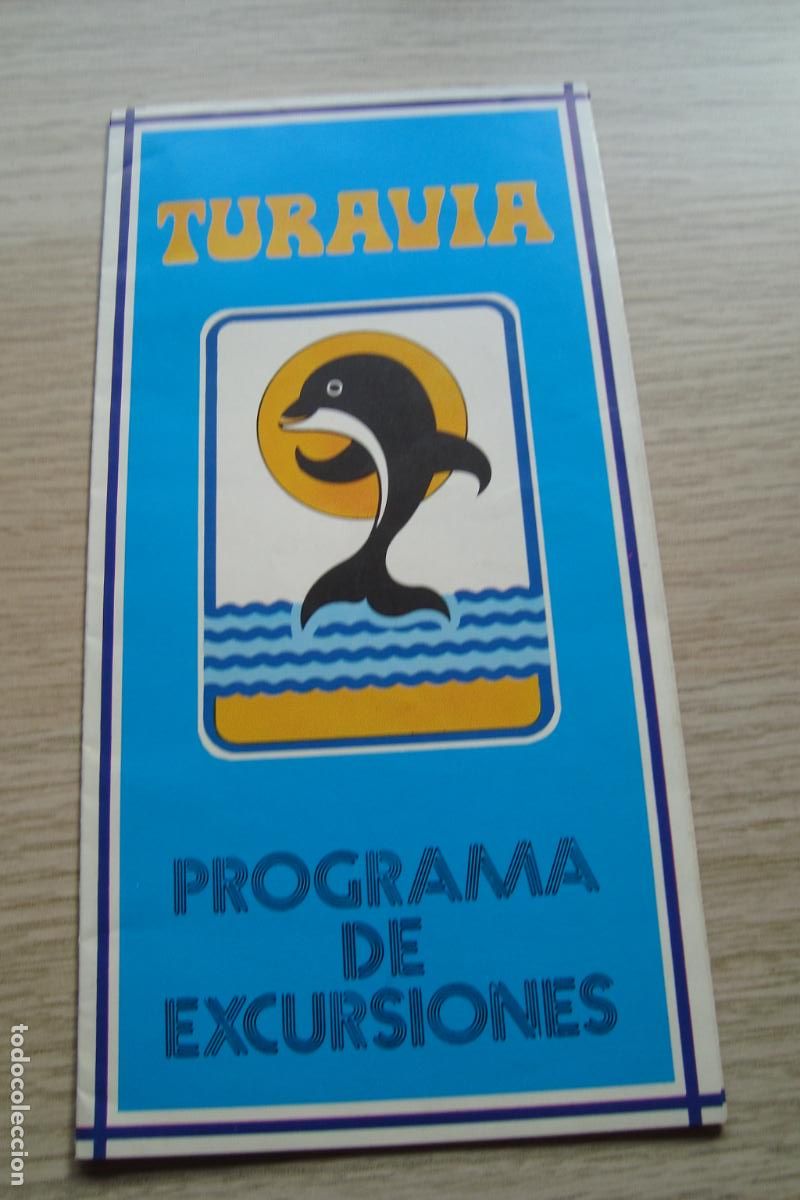 TURAVIA
PROGRAMA
DE
EXCURSIONES
todocoleccion